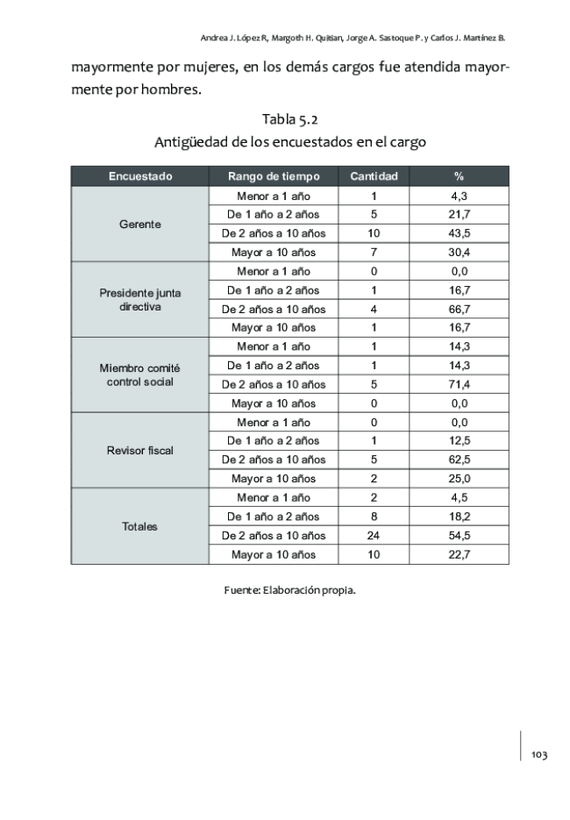 Andrea J. López R, Margoth H. Quitian, Jorge A. Sastoque P. y Carlos J. Martínez B.
mayormente por mujeres, en los demás cargos fue atendida mayor-
mente por hombres.
Tabla 5.2
Antigüedad de los encuestados en el cargo
Encuestado Rango de tiempo Cantidad %
Gerente
Menor a 1 año 1 4,3
De 1 año a 2 años 5 21,7
De 2 años a 10 años 10 43,5
Mayor a 10 años 7 30,4
Presidente junta
directiva
Menor a 1 año 0 0,0
De 1 año a 2 años 1 16,7
De 2 años a 10 años 4 66,7
Mayor a 10 años 1 16,7
Miembro comité
control social
Menor a 1 año 1 14,3
De 1 año a 2 años 1 14,3
De 2 años a 10 años 5 71,4
Mayor a 10 años 0 0,0
Revisor fiscal
Menor a 1 año 0 0,0
De 1 año a 2 años 1 12,5
De 2 años a 10 años 5 62,5
Mayor a 10 años 2 25,0
Totales
Menor a 1 año 2 4,5
De 1 año a 2 años 8 18,2
De 2 años a 10 años 24 54,5
Mayor a 10 años 10 22,7
Fuente: Elaboración propia.
103